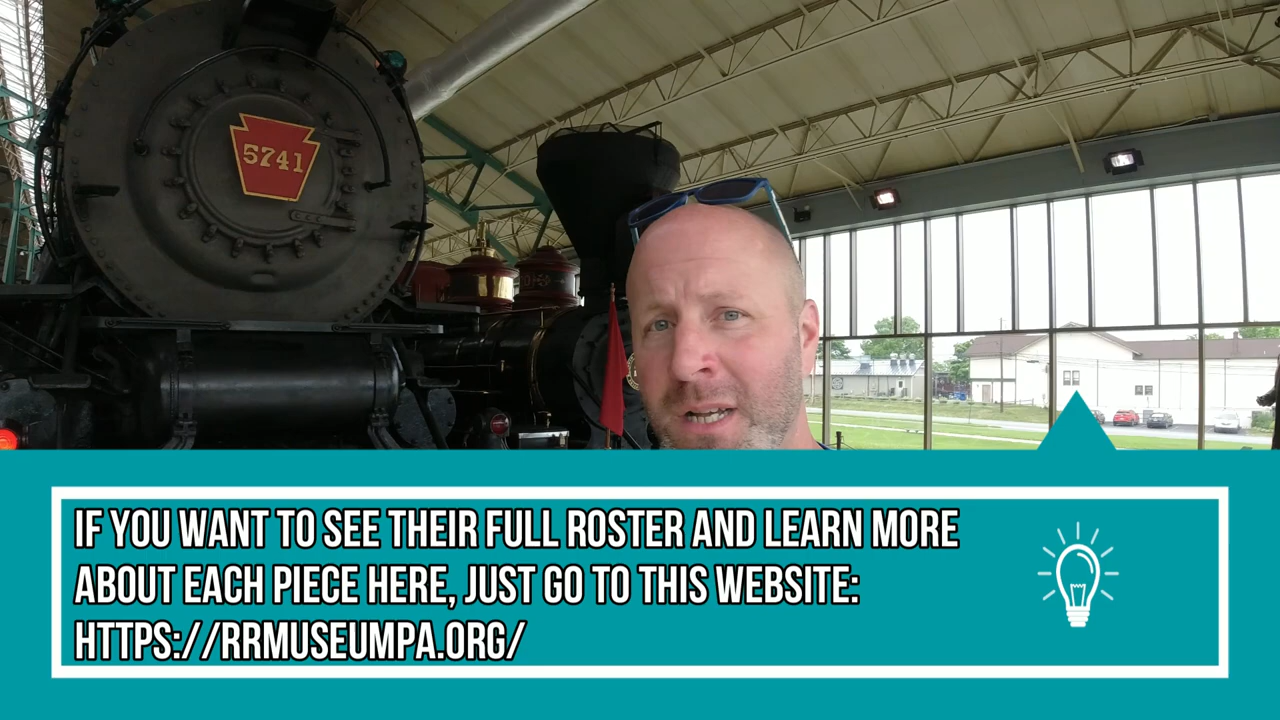 5741
IF YOU WANT TO SEE THEIR FULL ROSTER AND LEARN MORE
ABOUT EACH PIECE HERE, JUST GO TO THIS WEBSITE:
HTTPS://RRMUSEUMPA.ORG/